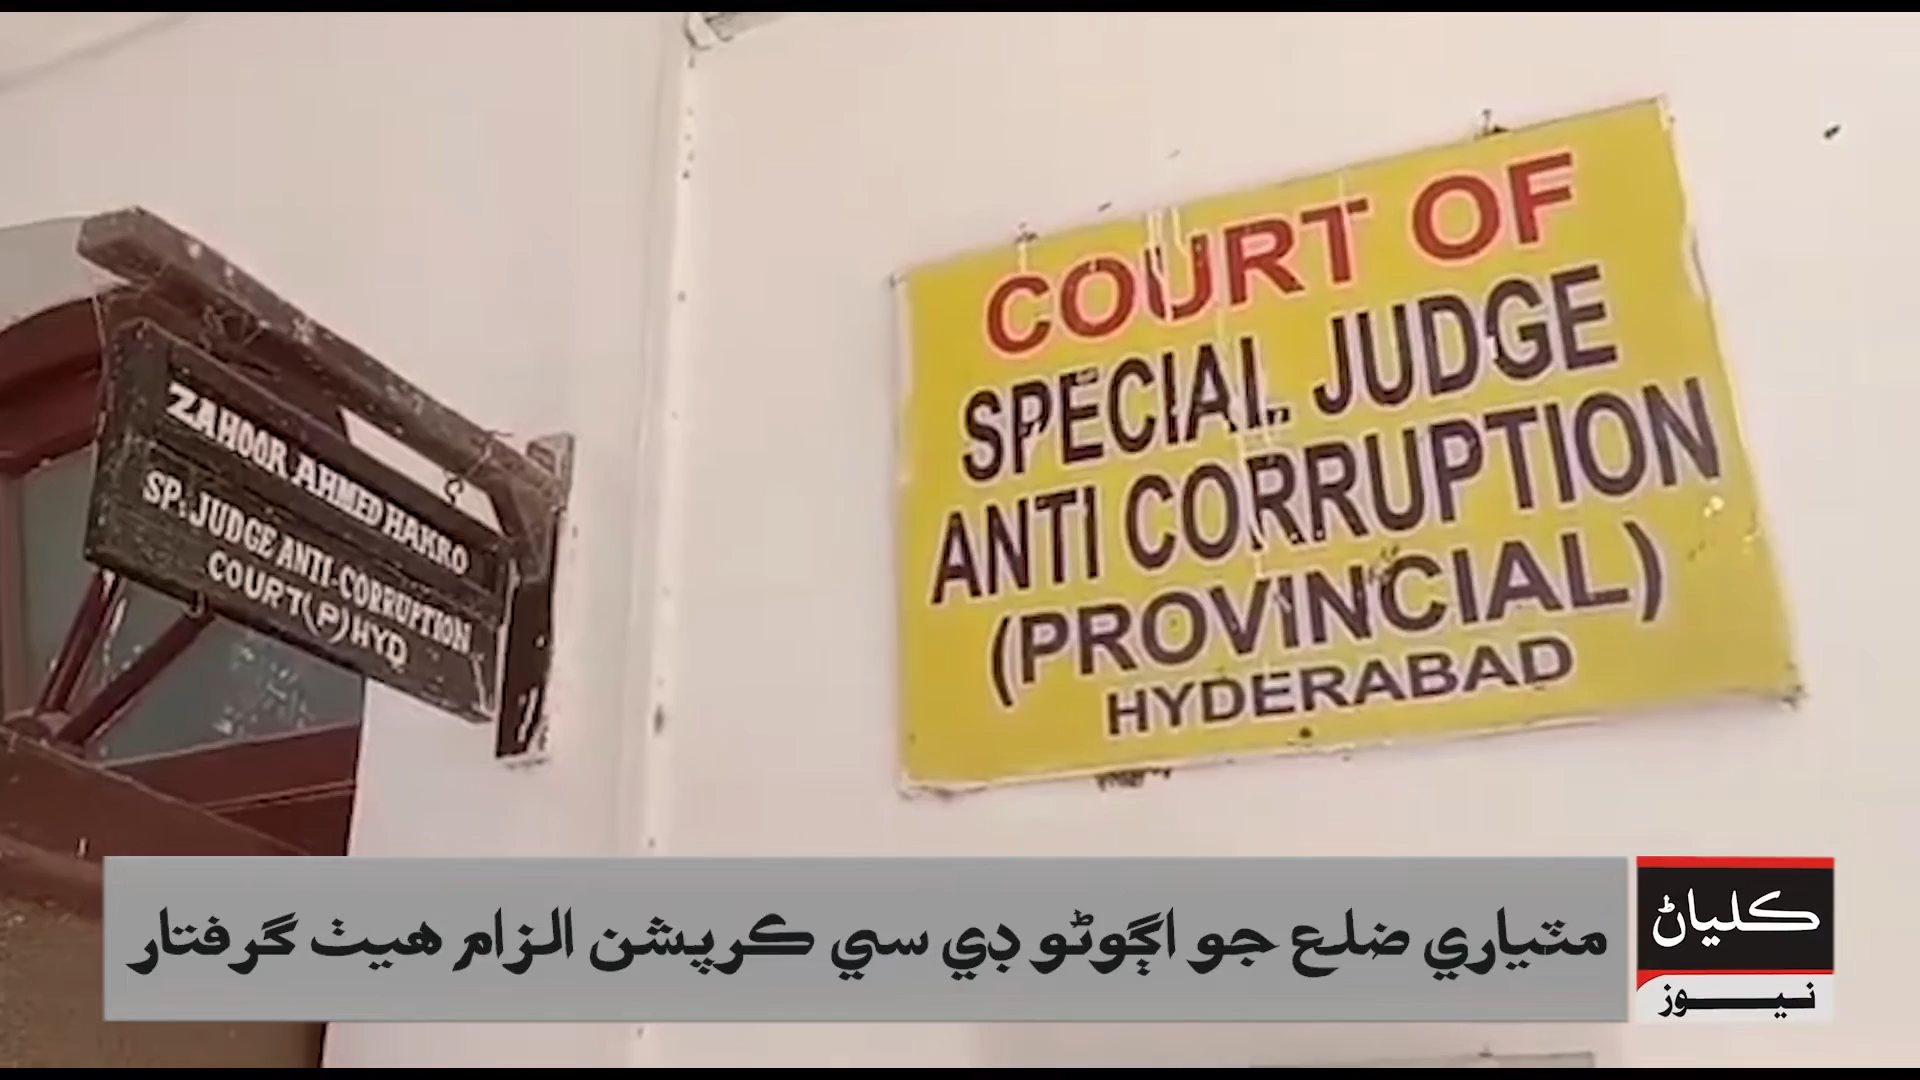 ZAHOOR AHMED HAKRO
SP: JUDGE ANTI-CORRUPTION
COURT(P)HYD
COURT OF
SPECIAL JUDGE
ANTI CORRUPTION
(PROVINCIAL)
HYDERABAD
مٽياري ضلع جو اڳوڻو ڊي سي ڪرپشن الزام هيٺ گرفتار
ڪلياڻ
نيوز